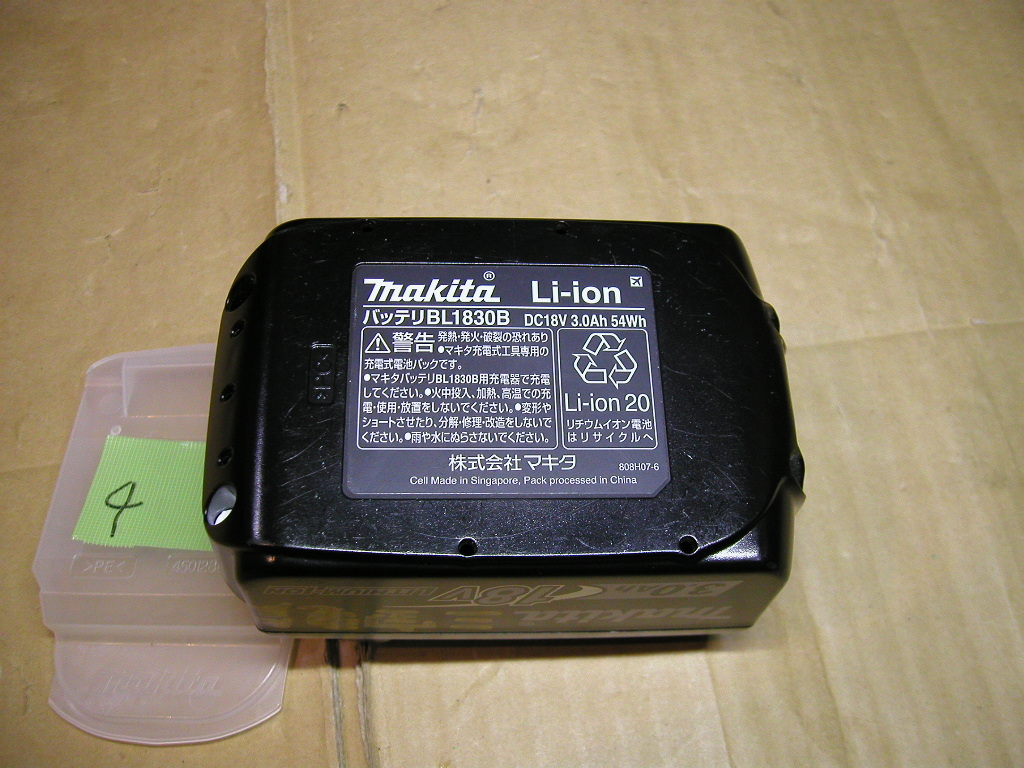 makita® Li-ion
バッテリBL1830B DC18V 3.0Ah 54Wh
警告 発熱・発火・破裂の恐れあり
●マキタ充電式工具専用の
充電式電池パックです。
●マキタバッテリBL1830B用充電器で充電
してください。●火中投入、加熱、高温での充
電・使用・放置をしないでください。●変形や
ショートさせたり、分解・修理・改造をしないで
ください。●雨や水にぬらさないでください。
Li-ion 20
リチウムイオン電池
はリサイクルへ
株式会社マキタ 808H07-6
Cell Made in Singapore, Pack processed in China
4
>PE<
450128
makita
18V
LITHIUM-ION
3.0Ah
makita